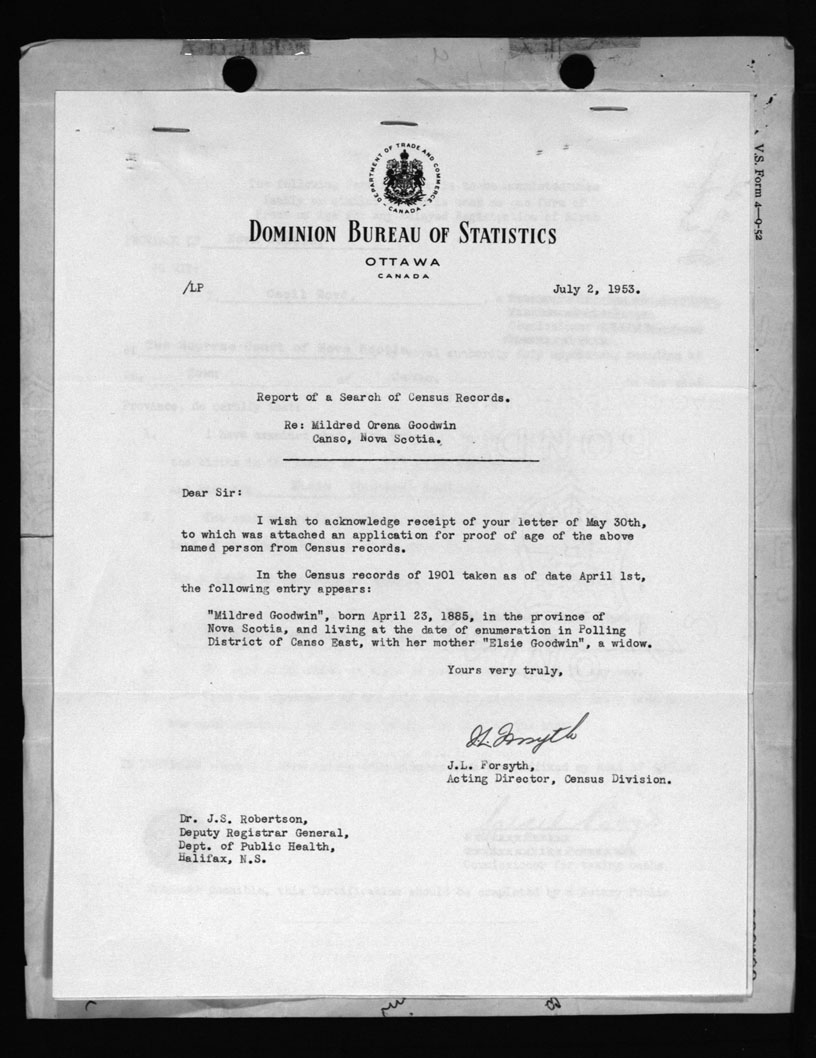 DEPARTMENT OF TRADE AND COMMERCE
CANADA
DOMINION BUREAU OF STATISTICS
OTTAWA
CANADA
/LP July 2, 1953.
V.S. Form 4—9-52
Report of a Search of Census Records.
Re: Mildred Orena Goodwin
Canso, Nova Scotia.
Dear Sir:
I wish to acknowledge receipt of your letter of May 30th,
to which was attached an application for proof of age of the above
named person from Census records.
In the Census records of 1901 taken as of date April 1st,
the following entry appears:
"Mildred Goodwin", born April 23, 1885, in the province of
Nova Scotia, and living at the date of enumeration in Polling
District of Canso East, with her mother "Elsie Goodwin", a widow.
Yours very truly,
J.L. Forsyth
J.L. Forsyth,
Acting Director, Census Division.
Dr. J.S. Robertson,
Deputy Registrar General,
Dept. of Public Health,
Halifax, N.S.